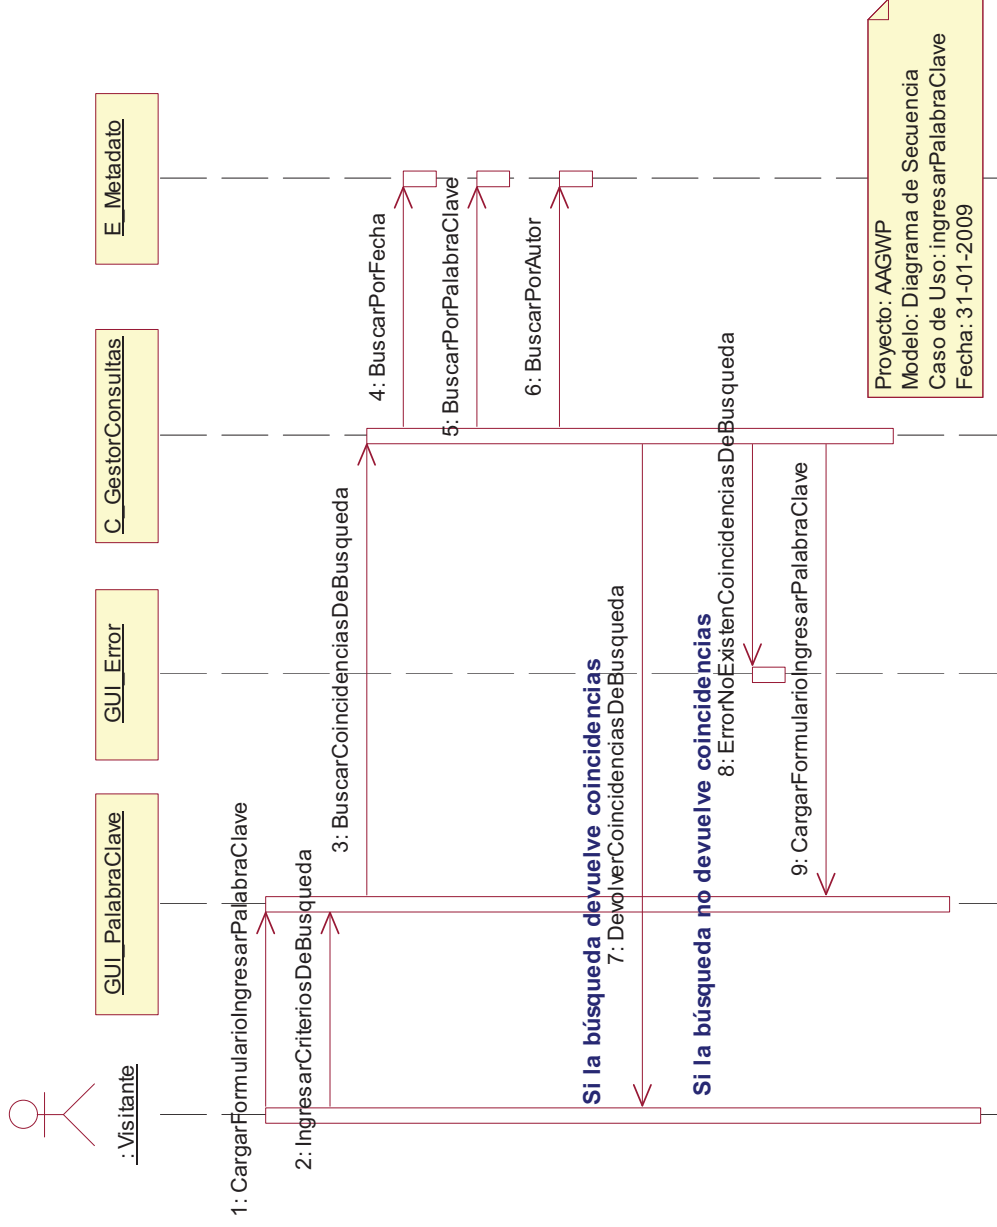 : Visitante
GUI_PalabraClave
GUI_Error
C_GestorConsultas
E_Metadato
1: CargarFormularioIngresarPalabraClave
2: IngresarCriteriosDeBusqueda
3: BuscarCoincidenciasDeBusqueda
4: BuscarPorFecha
5: BuscarPorPalabraClave
6: BuscarPorAutor
Si la búsqueda devuelve coincidencias
7: DevolverCoincidenciasDeBusqueda
Si la búsqueda no devuelve coincidencias
8: ErrorNoExistenCoincidenciasDeBusqueda
9: CargarFormularioIngresarPalabraClave
Proyecto: AAGWP
Modelo: Diagrama de Secuencia
Caso de Uso: ingresarPalabraClave
Fecha: 31-01-2009